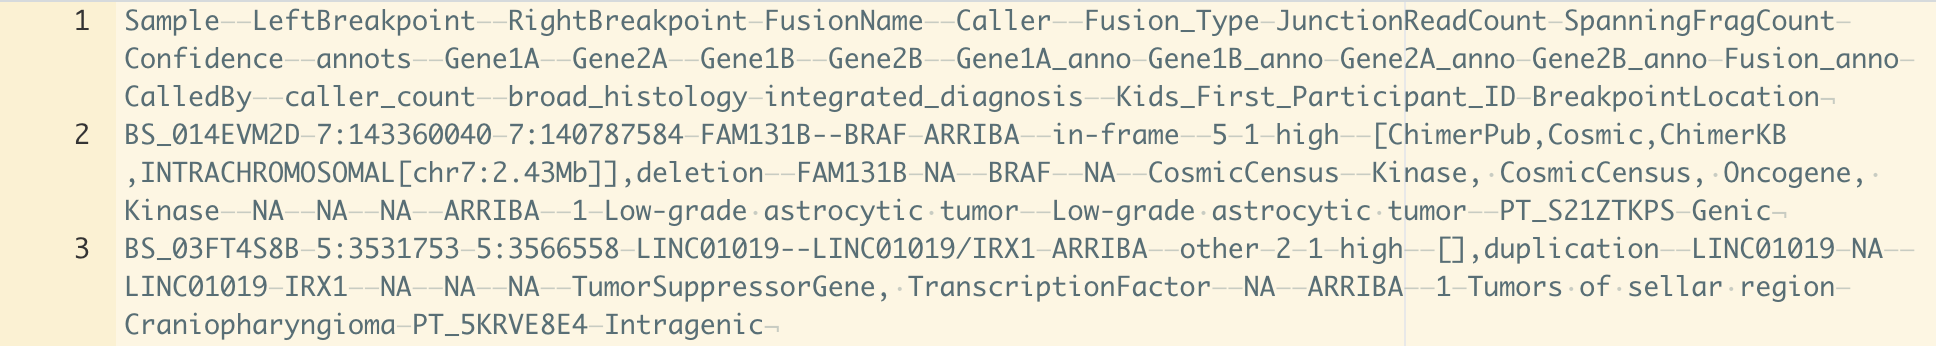 1 Sample LeftBreakpoint RightBreakpoint FusionName Caller Fusion_Type JunctionReadCount SpanningFragCount
Confidence annots Gene1A Gene2A Gene1B Gene2B Gene1A_anno Gene1B_anno Gene2A_anno Gene2B_anno Fusion_anno
CalledBy caller_count broad_histology integrated_diagnosis Kids_First_Participant_ID BreakpointLocation¬
2 BS_014EVM2D 7:143360040 7:140787584 FAM131B--BRAF ARRIBA in-frame 5 1 high [ChimerPub,Cosmic,ChimerKB
,INTRACHROMOSOMAL[chr7:2.43Mb]],deletion FAM131B NA BRAF NA CosmicCensus Kinase, CosmicCensus, Oncogene,
Kinase NA NA NA ARRIBA 1 Low-grade astrocytic tumor Low-grade astrocytic tumor PT_S21ZTKPS Genic¬
3 BS_03FT4S8B 5:3531753 5:3566558 LINC01019--LINC01019/IRX1 ARRIBA other 2 1 high [],duplication LINC01019 NA
LINC01019 IRX1 NA NA NA TumorSuppressorGene, TranscriptionFactor NA ARRIBA 1 Tumors of sellar region
Craniopharyngioma PT_5KRVE8E4 Intragenic¬